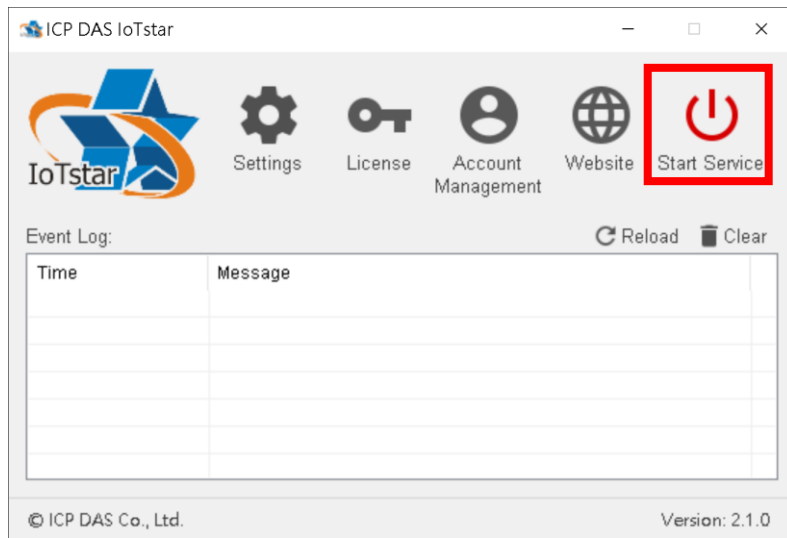 ICP DAS IoTstar
IoTstar
Settings
License
Account
Management
Website
Start Service
Event Log:
Reload
Clear
Time Message
© ICP DAS Co., Ltd.
Version: 2.1.0